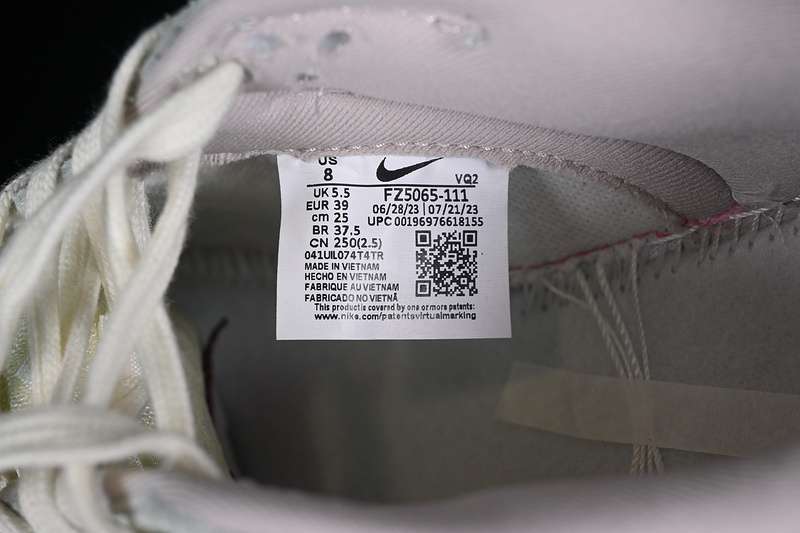 US
8
VQ2
UK 5.5
EUR 39
cm 25
BR 37.5
CN 250(2.5)
FZ5065-111
06/28/23 | 07/21/23
UPC 00196976618155
041UIL074T4TR
MADE IN VIETNAM
HECHO EN VIETNAM
FABRIQUE AU VIETNAM
FABRICADO NO VIETNÃ
This product is covered by one or more patents:
www.nike.com/patentsvirtualmarking